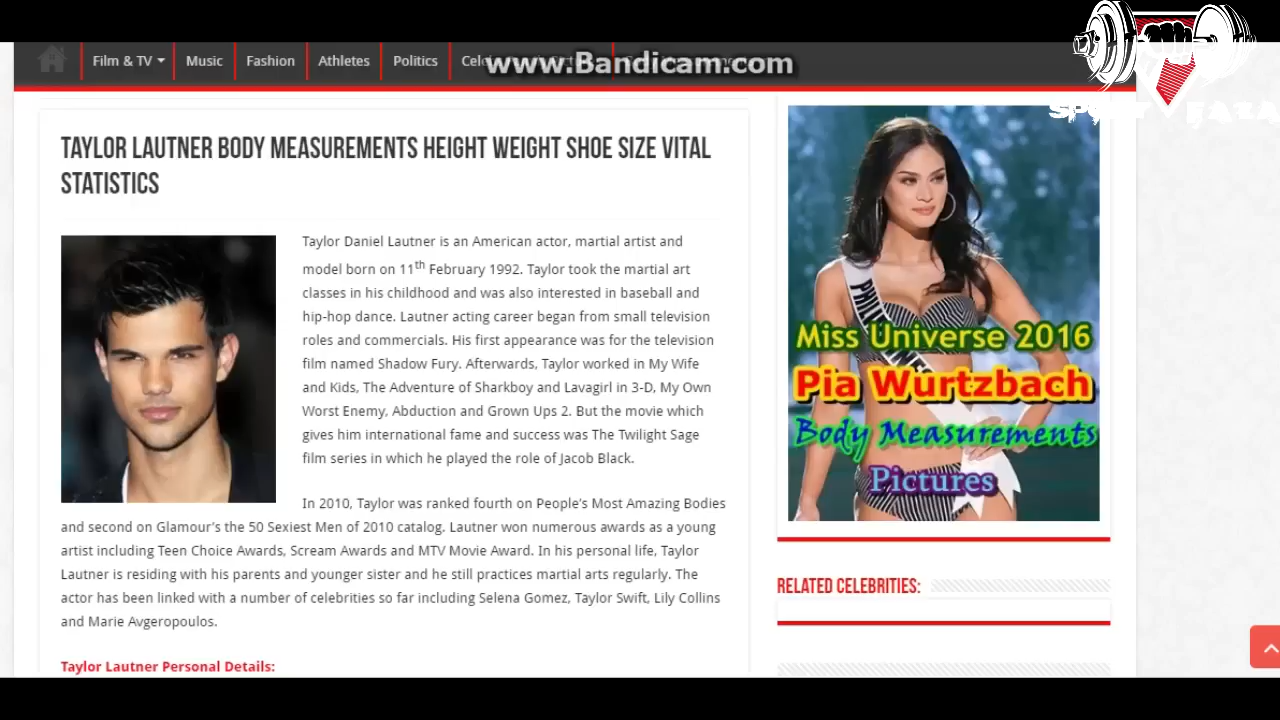 www.Bandicam.com
Film & TV
Music
Fashion
Athletes
Politics
TAYLOR LAUTNER BODY MEASUREMENTS HEIGHT WEIGHT SHOE SIZE VITAL
STATISTICS
Taylor Daniel Lautner is an American actor, martial artist and
model born on 11th February 1992. Taylor took the martial art
classes in his childhood and was also interested in baseball and
hip-hop dance. Lautner acting career began from small television
roles and commercials. His first appearance was for the television
film named Shadow Fury. Afterwards, Taylor worked in My Wife
and Kids, The Adventure of Sharkboy and Lavagirl in 3-D, My Own
Worst Enemy, Abduction and Grown Ups 2. But the movie which
gives him international fame and success was The Twilight Sage
film series in which he played the role of Jacob Black.
In 2010, Taylor was ranked fourth on People's Most Amazing Bodies
and second on Glamour's the 50 Sexiest Men of 2010 catalog. Lautner won numerous awards as a young
artist including Teen Choice Awards, Scream Awards and MTV Movie Award. In his personal life, Taylor
Lautner is residing with his parents and younger sister and he still practices martial arts regularly. The
actor has been linked with a number of celebrities so far including Selena Gomez, Taylor Swift, Lily Collins
and Marie Avgeropoulos.
Taylor Lautner Personal Details:
Miss Universe 2016
Pia Wurtzbach
Body Measurements
Pictures
RELATED CELEBRITIES: